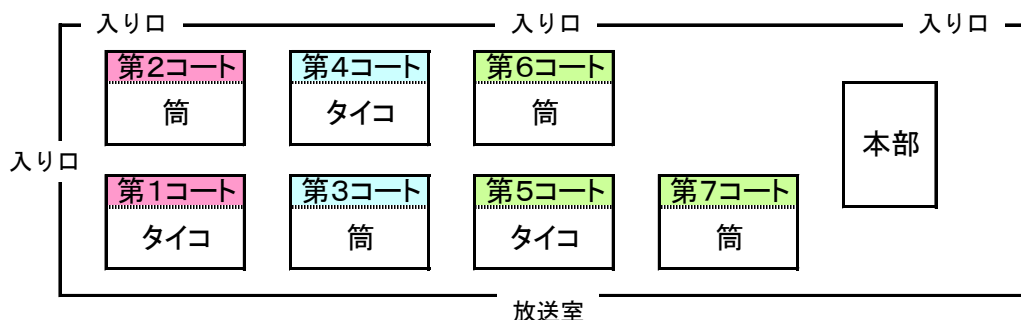 入り口 入り口 入り口
第2コート 第4コート 第6コート
筒 タイコ 筒
本部
入り口
第1コート 第3コート 第5コート 第7コート
タイコ 筒 タイコ 筒
放送室